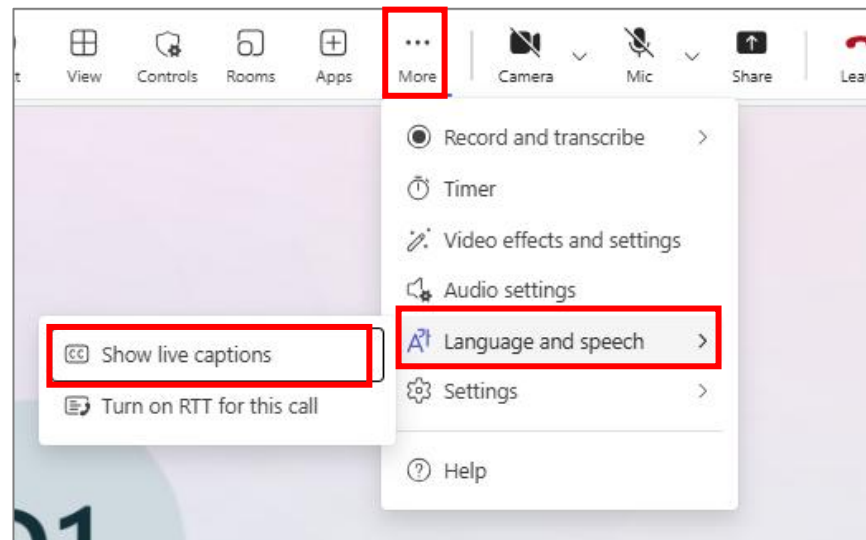 View Controls Rooms Apps More Camera Mic Share
Record and transcribe
Timer
Video effects and settings
Audio settings
Language and speech
Settings
Help
CC Show live captions
Turn on RTT for this call